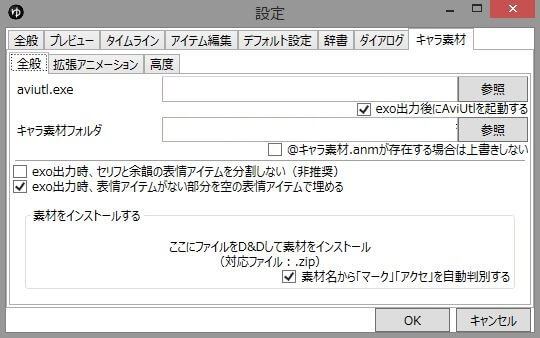 ゆ
設定
全般 プレビュー タイムライン アイテム編集 デフォルト設定 辞書 ダイアログ キャラ素材
全般 拡張アニメーション 高度
aviutl.exe 参照
exo出力後にAviUtlを起動する
キャラ素材フォルダ 参照
@キャラ素材.anmが存在する場合は上書きしない
exo出力時、セリフと余韻の表情アイテムを分割しない（非推奨）
exo出力時、表情アイテムがない部分を空の表情アイテムで埋める
素材をインストールする
ここにファイルをD&Dして素材をインストール
（対応ファイル：.zip）
素材名から「マーク」「アクセ」を自動判別する
OK キャンセル